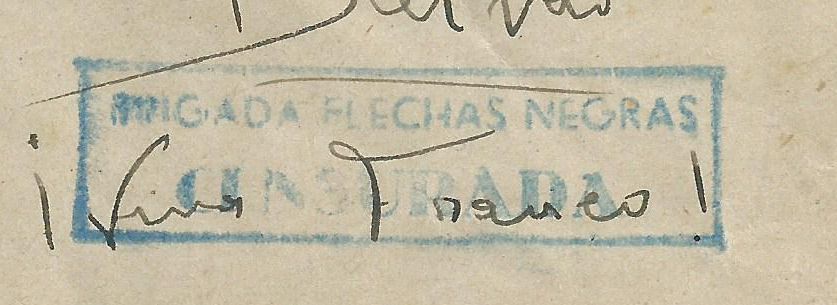 BRIGADA FLECHAS NEGRAS
CENSURADA
¡Viva Franco!